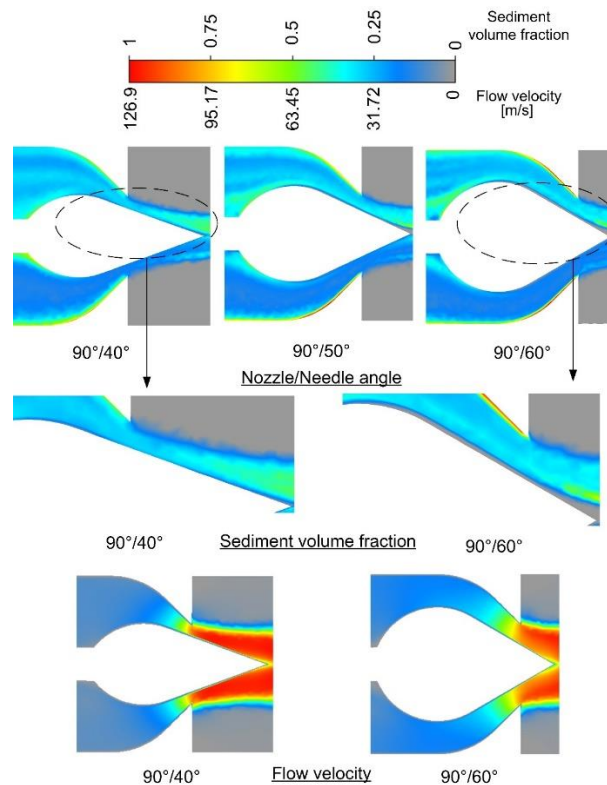 Sediment
volume fraction
1
0.75
0.5
0.25
0
126.9
95.17
63.45
31.72
0
Flow velocity
[m/s]
90°/40°
90°/50°
90°/60°
Nozzle/Needle angle
90°/40°
Sediment volume fraction
90°/60°
90°/40°
Flow velocity
90°/60°